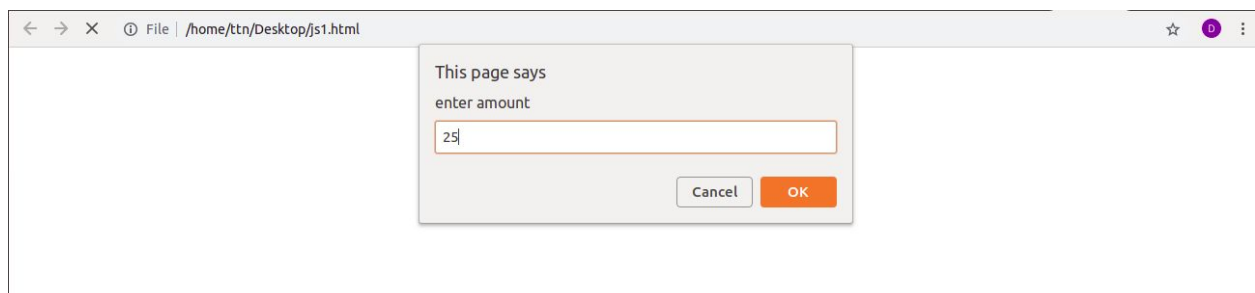 File | /home/ttn/Desktop/js1.html
D
This page says
enter amount
25
Cancel OK